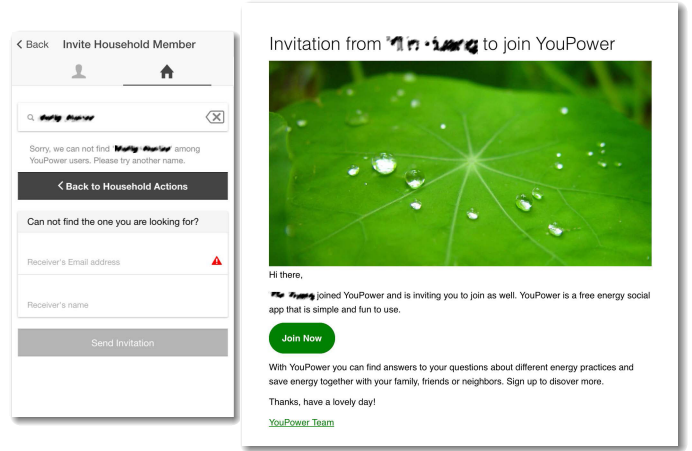 Back Invite Household Member
Sorry, we can not find ' ' among
YouPower users. Please try another name.
Back to Household Actions
Can not find the one you are looking for?
Receiver's Email address
Receiver's name
Send Invitation
Invitation from to join YouPower
Hi there,
joined YouPower and is inviting you to join as well. YouPower is a free energy social
app that is simple and fun to use.
Join Now
With YouPower you can find answers to your questions about different energy practices and
save energy together with your family, friends or neighbors. Sign up to disover more.
Thanks, have a lovely day!
YouPower Team